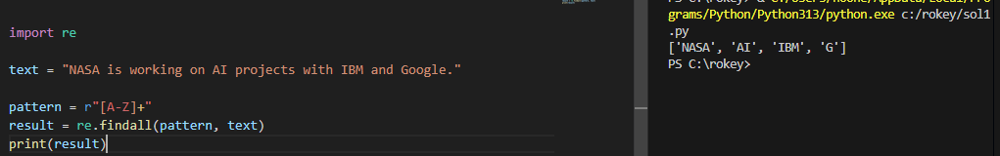 import re
text = "NASA is working on AI projects with IBM and Google."
pattern = r"[A-Z]+"
result = re.findall(pattern, text)
print(result)
grams/Python/Python313/python.exe c:/rokey/sol1
.py
['NASA', 'AI', 'IBM', 'G']
PS C:\rokey>